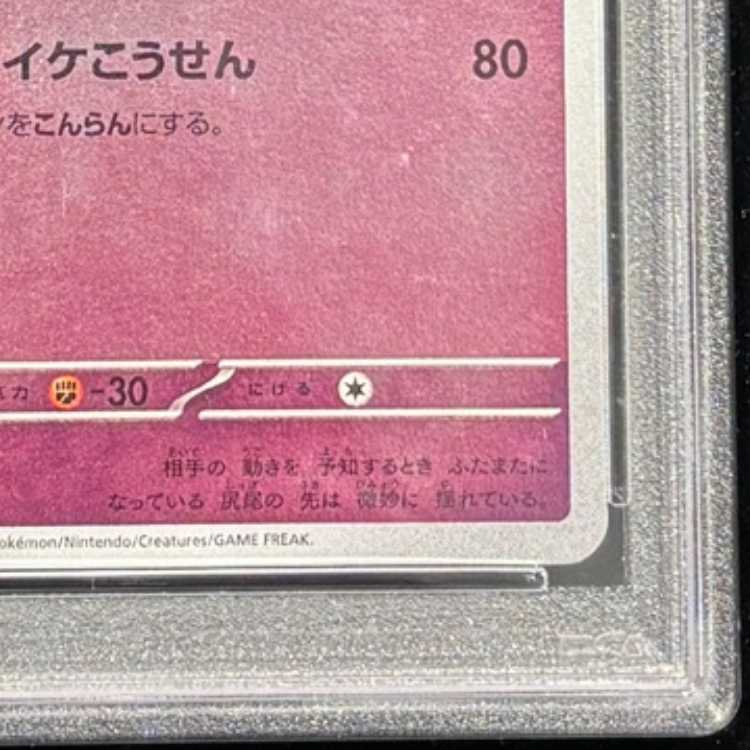 イケこうせん 80
をこんらんにする。
力 -30 にげる
相手の 動きを 予知するとき ふたまたに
なっている 尻尾の 先は 微妙に 揺れている。
okémon/Nintendo/Creatures/GAME FREAK.